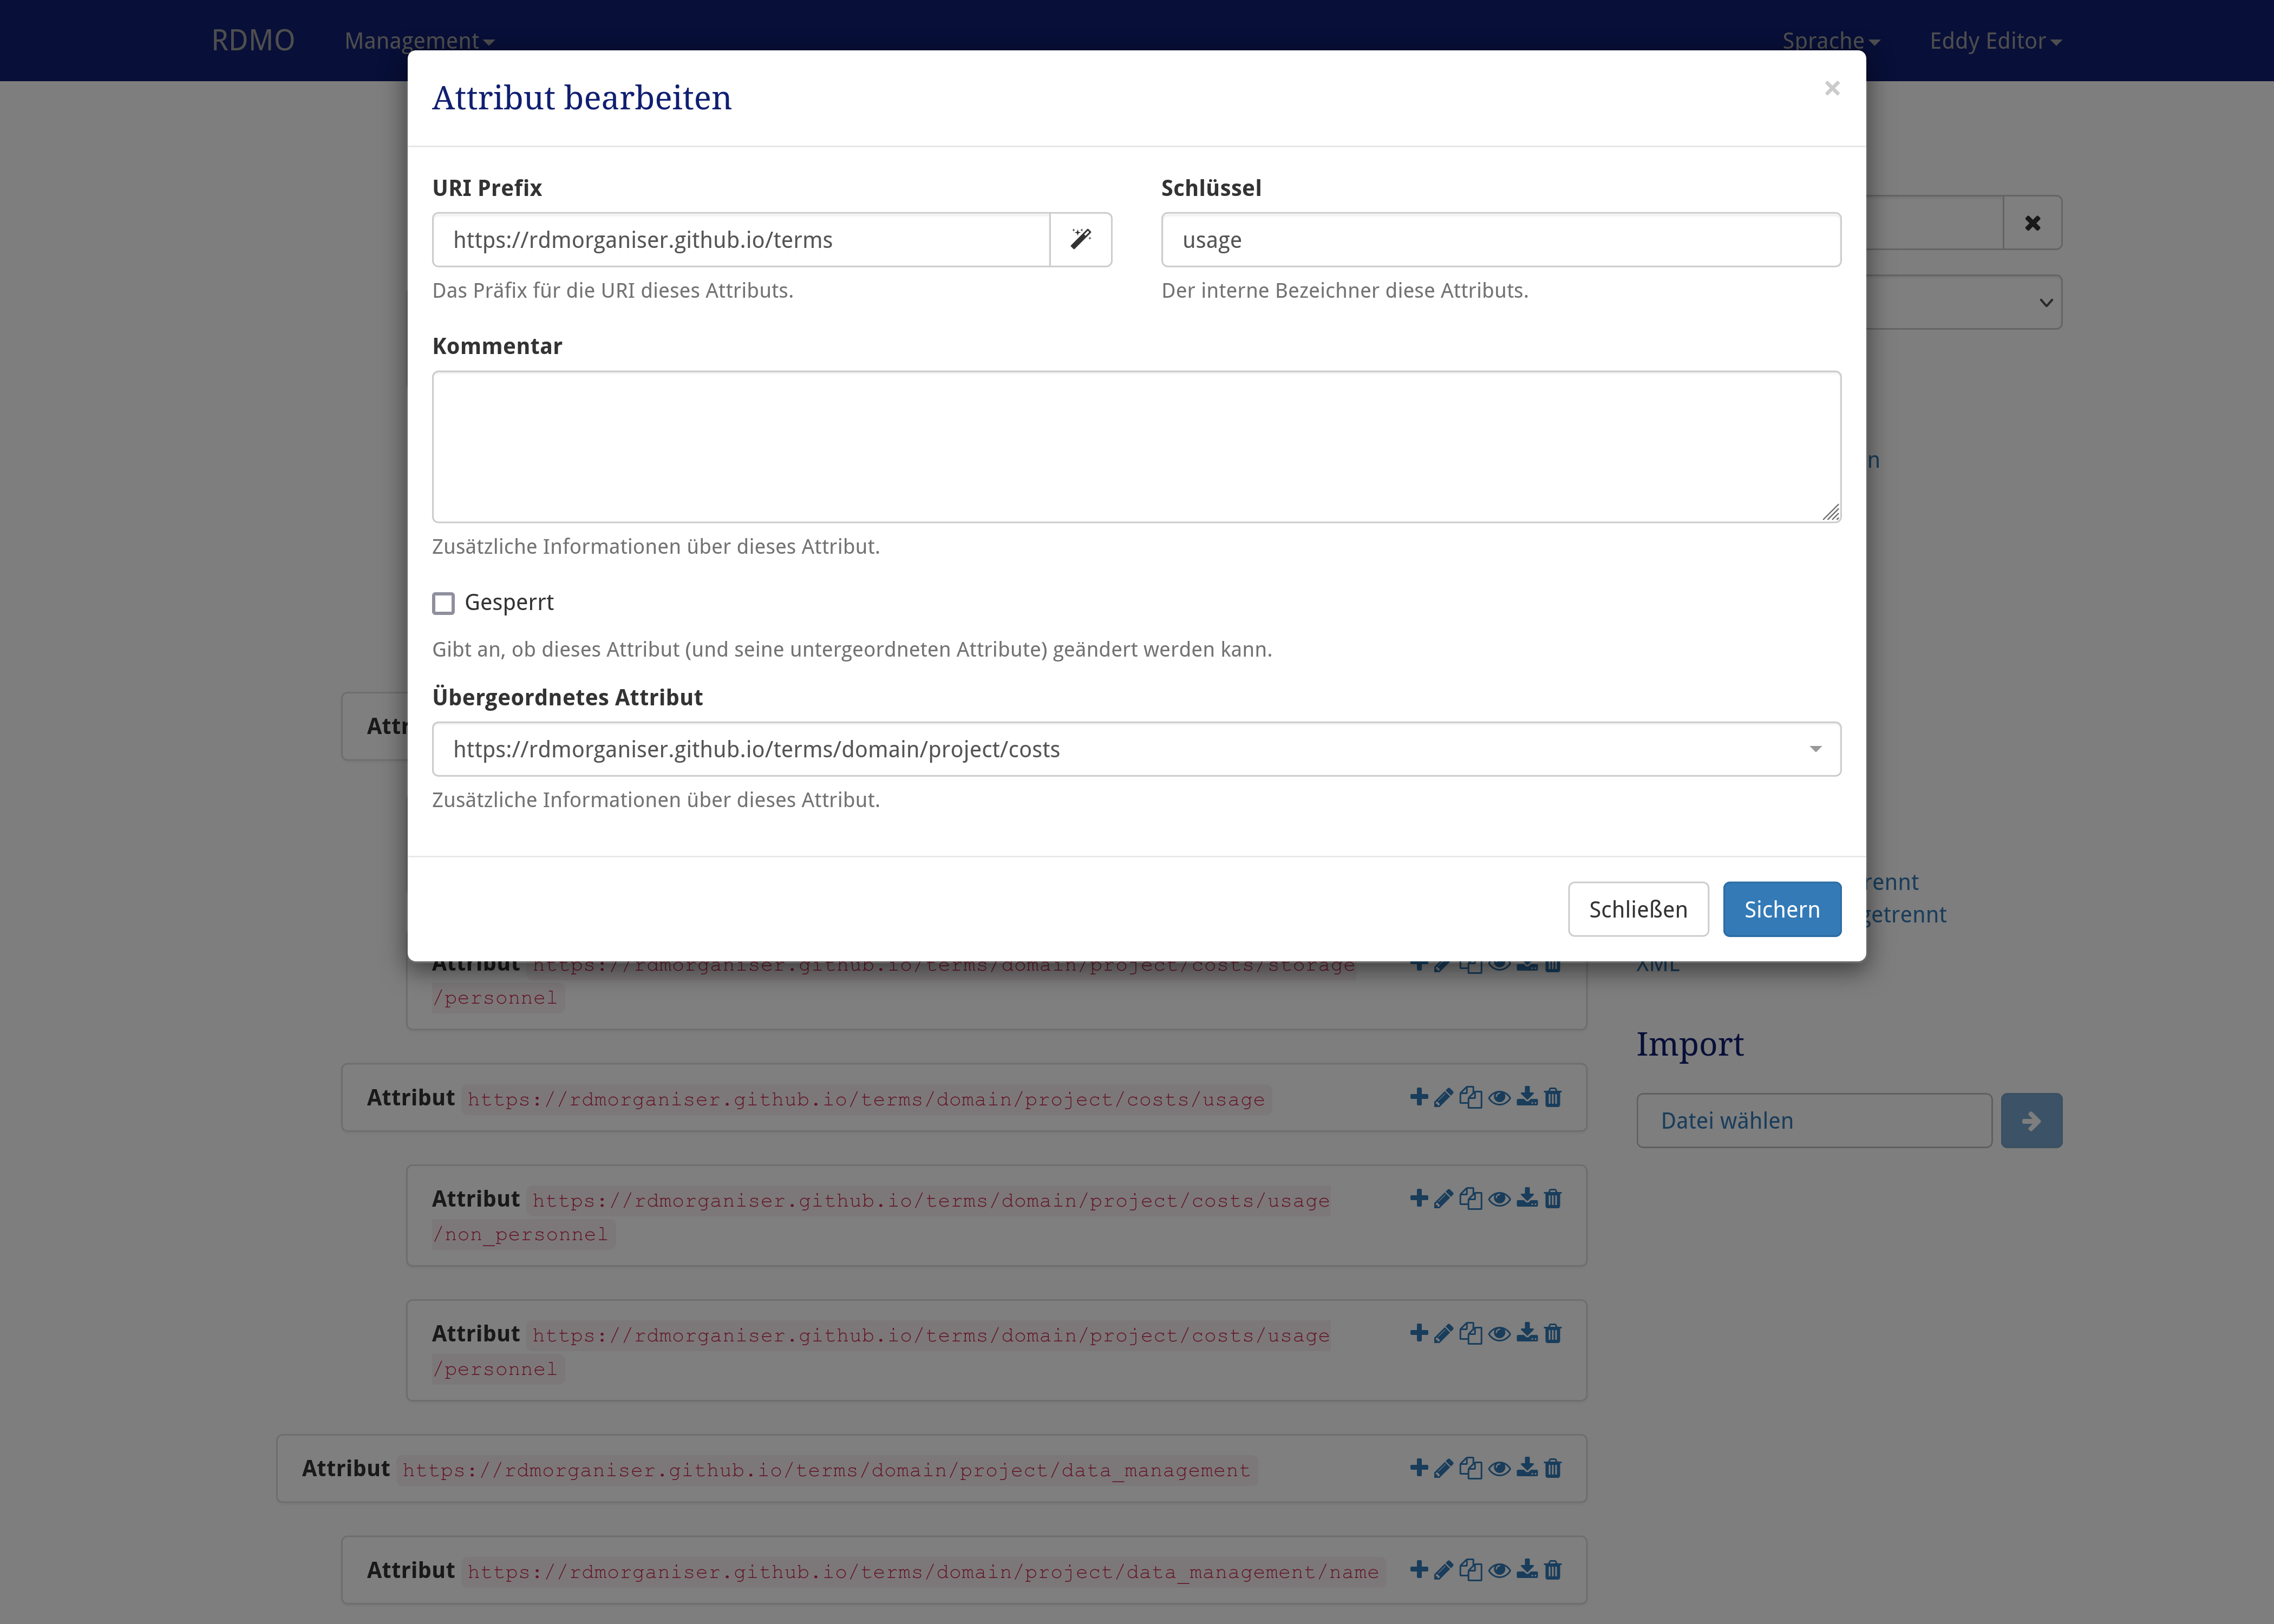 RDMO Management Sprache Eddy Editor
Attribut bearbeiten ×
URI Prefix
https://rdmorganiser.github.io/terms
Das Präfix für die URI dieses Attributs.
Schlüssel
usage
Der interne Bezeichner diese Attributs.
Kommentar
Zusätzliche Informationen über dieses Attribut.
Gesperrt
Gibt an, ob dieses Attribut (und seine untergeordneten Attribute) geändert werden kann.
Übergeordnetes Attribut
https://rdmorganiser.github.io/terms/domain/project/costs
Zusätzliche Informationen über dieses Attribut.
Schließen Sichern
n
Attr
rennt
getrennt
XML
Attribut https://rdmorganiser.github.io/terms/domain/project/costs/storage
/personnel
Attribut https://rdmorganiser.github.io/terms/domain/project/costs/usage
Attribut https://rdmorganiser.github.io/terms/domain/project/costs/usage
/non_personnel
Attribut https://rdmorganiser.github.io/terms/domain/project/costs/usage
/personnel
Attribut https://rdmorganiser.github.io/terms/domain/project/data_management
Attribut https://rdmorganiser.github.io/terms/domain/project/data_management/name
Import
Datei wählen